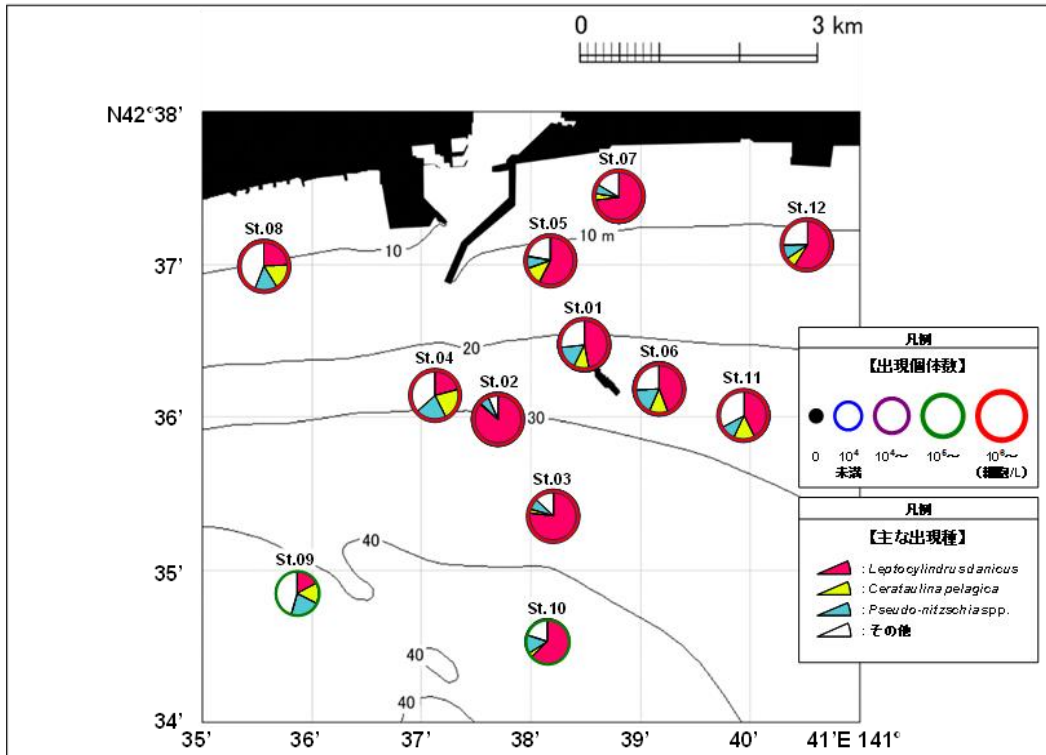 0 3 km
N42°38'
St.07
St.12
St.05
St.08
10 m
10
37'
St.01
20
St.04
St.06
St.02
St.11
36'
30
St.03
40
St.09
35'
St.10
40
40
34'
35' 36' 37' 38' 39' 40' 41'E 141°
凡例
【出現個体数】
0 10⁴ 10⁴~ 10⁵~ 10⁶~
未満 (細胞/L)
凡例
【主な出現種】
: Leptocylindrus danicus
: Cerataulina pelagica
: Pseudo-nitzschia spp.
: その他